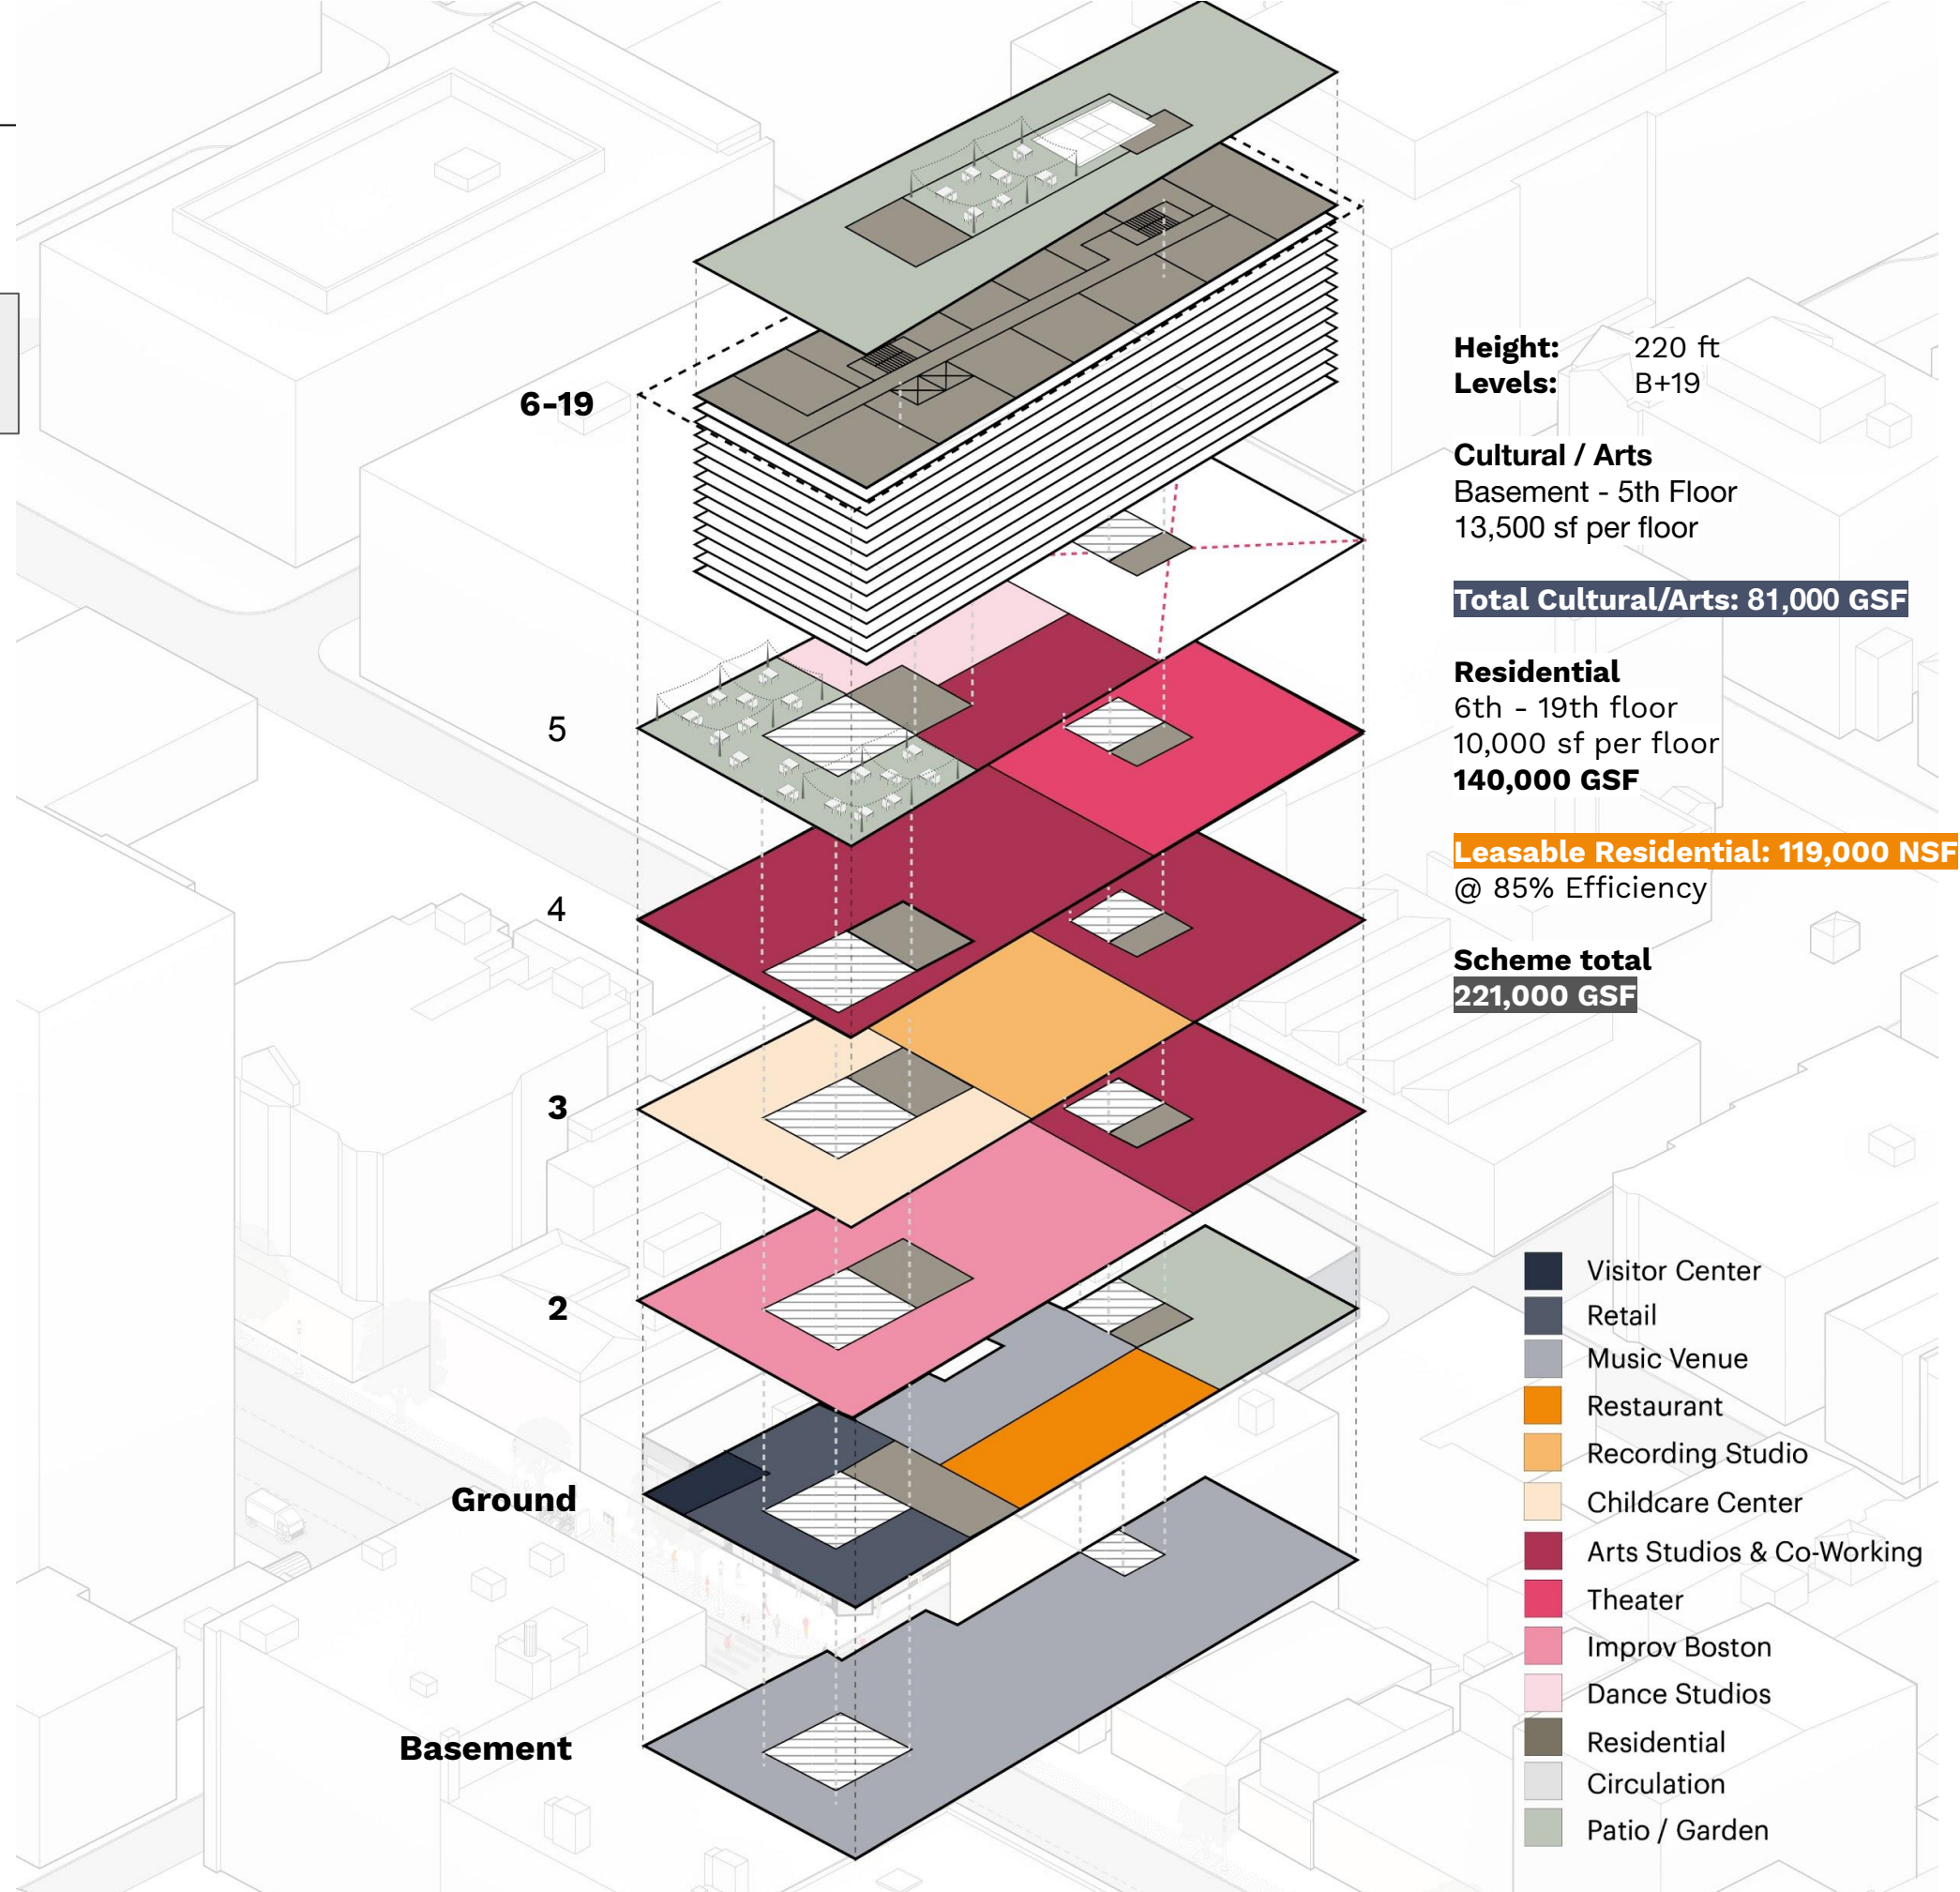 6-19
5
4
3
2
Ground
Basement
Height: 220 ft
Levels: B+19
Cultural / Arts
Basement - 5th Floor
13,500 sf per floor
Total Cultural/Arts: 81,000 GSF
Residential
6th - 19th floor
10,000 sf per floor
140,000 GSF
Leasable Residential: 119,000 NSF
@ 85% Efficiency
Scheme total
221,000 GSF
Visitor Center
Retail
Music Venue
Restaurant
Recording Studio
Childcare Center
Arts Studios & Co-Working
Theater
Improv Boston
Dance Studios
Residential
Circulation
Patio / Garden